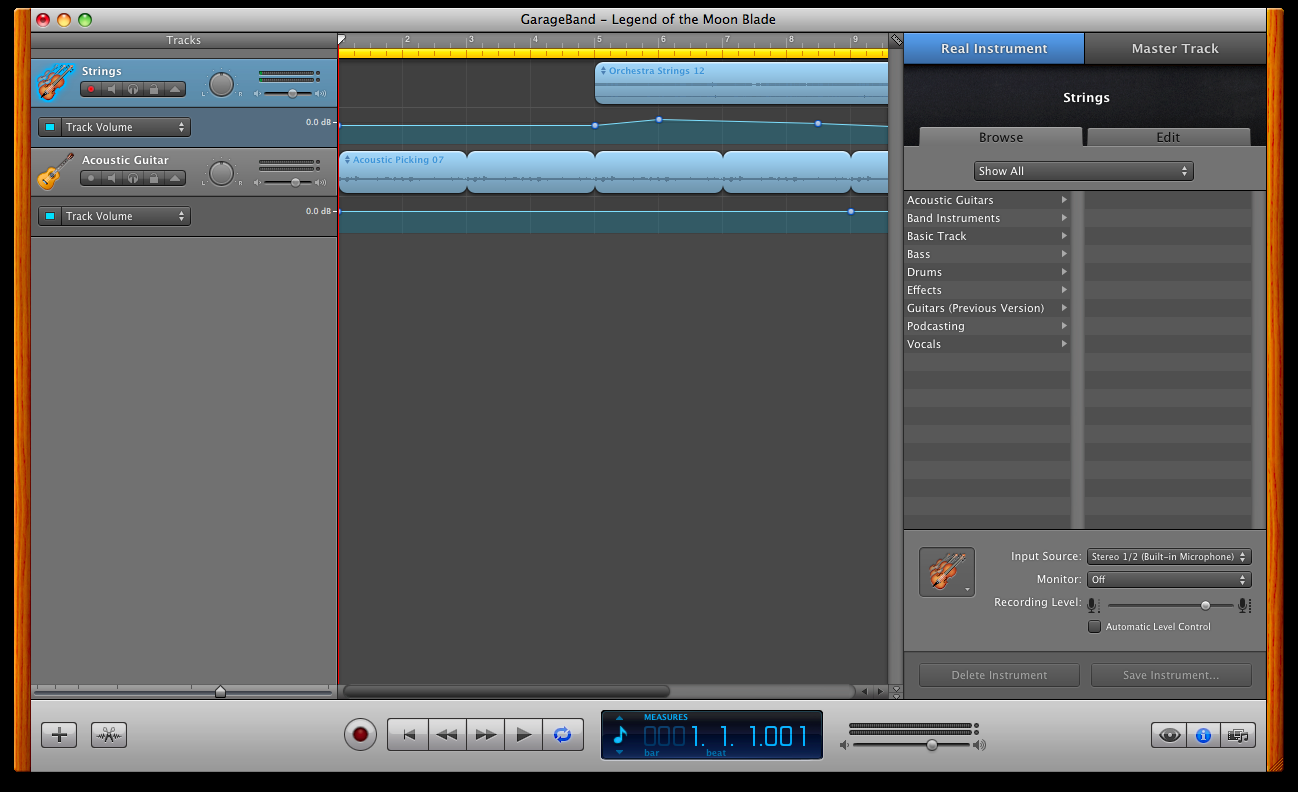 GarageBand – Legend of the Moon Blade
Tracks
2 3 4 5 6 7 8 9
Real Instrument
Master Track
Strings
L R
Orchestra Strings 12
Strings
Track Volume
0.0 dB
Browse
Edit
Acoustic Guitar
L R
Acoustic Picking 07
Show All
Track Volume
0.0 dB
Acoustic Guitars
Band Instruments
Basic Track
Bass
Drums
Effects
Guitars (Previous Version)
Podcasting
Vocals
Input Source: Stereo 1/2 (Built-in Microphone)
Monitor: Off
Recording Level:
Automatic Level Control
Delete Instrument
Save Instrument...
MEASURES
0001. 1. 1.001
bar beat